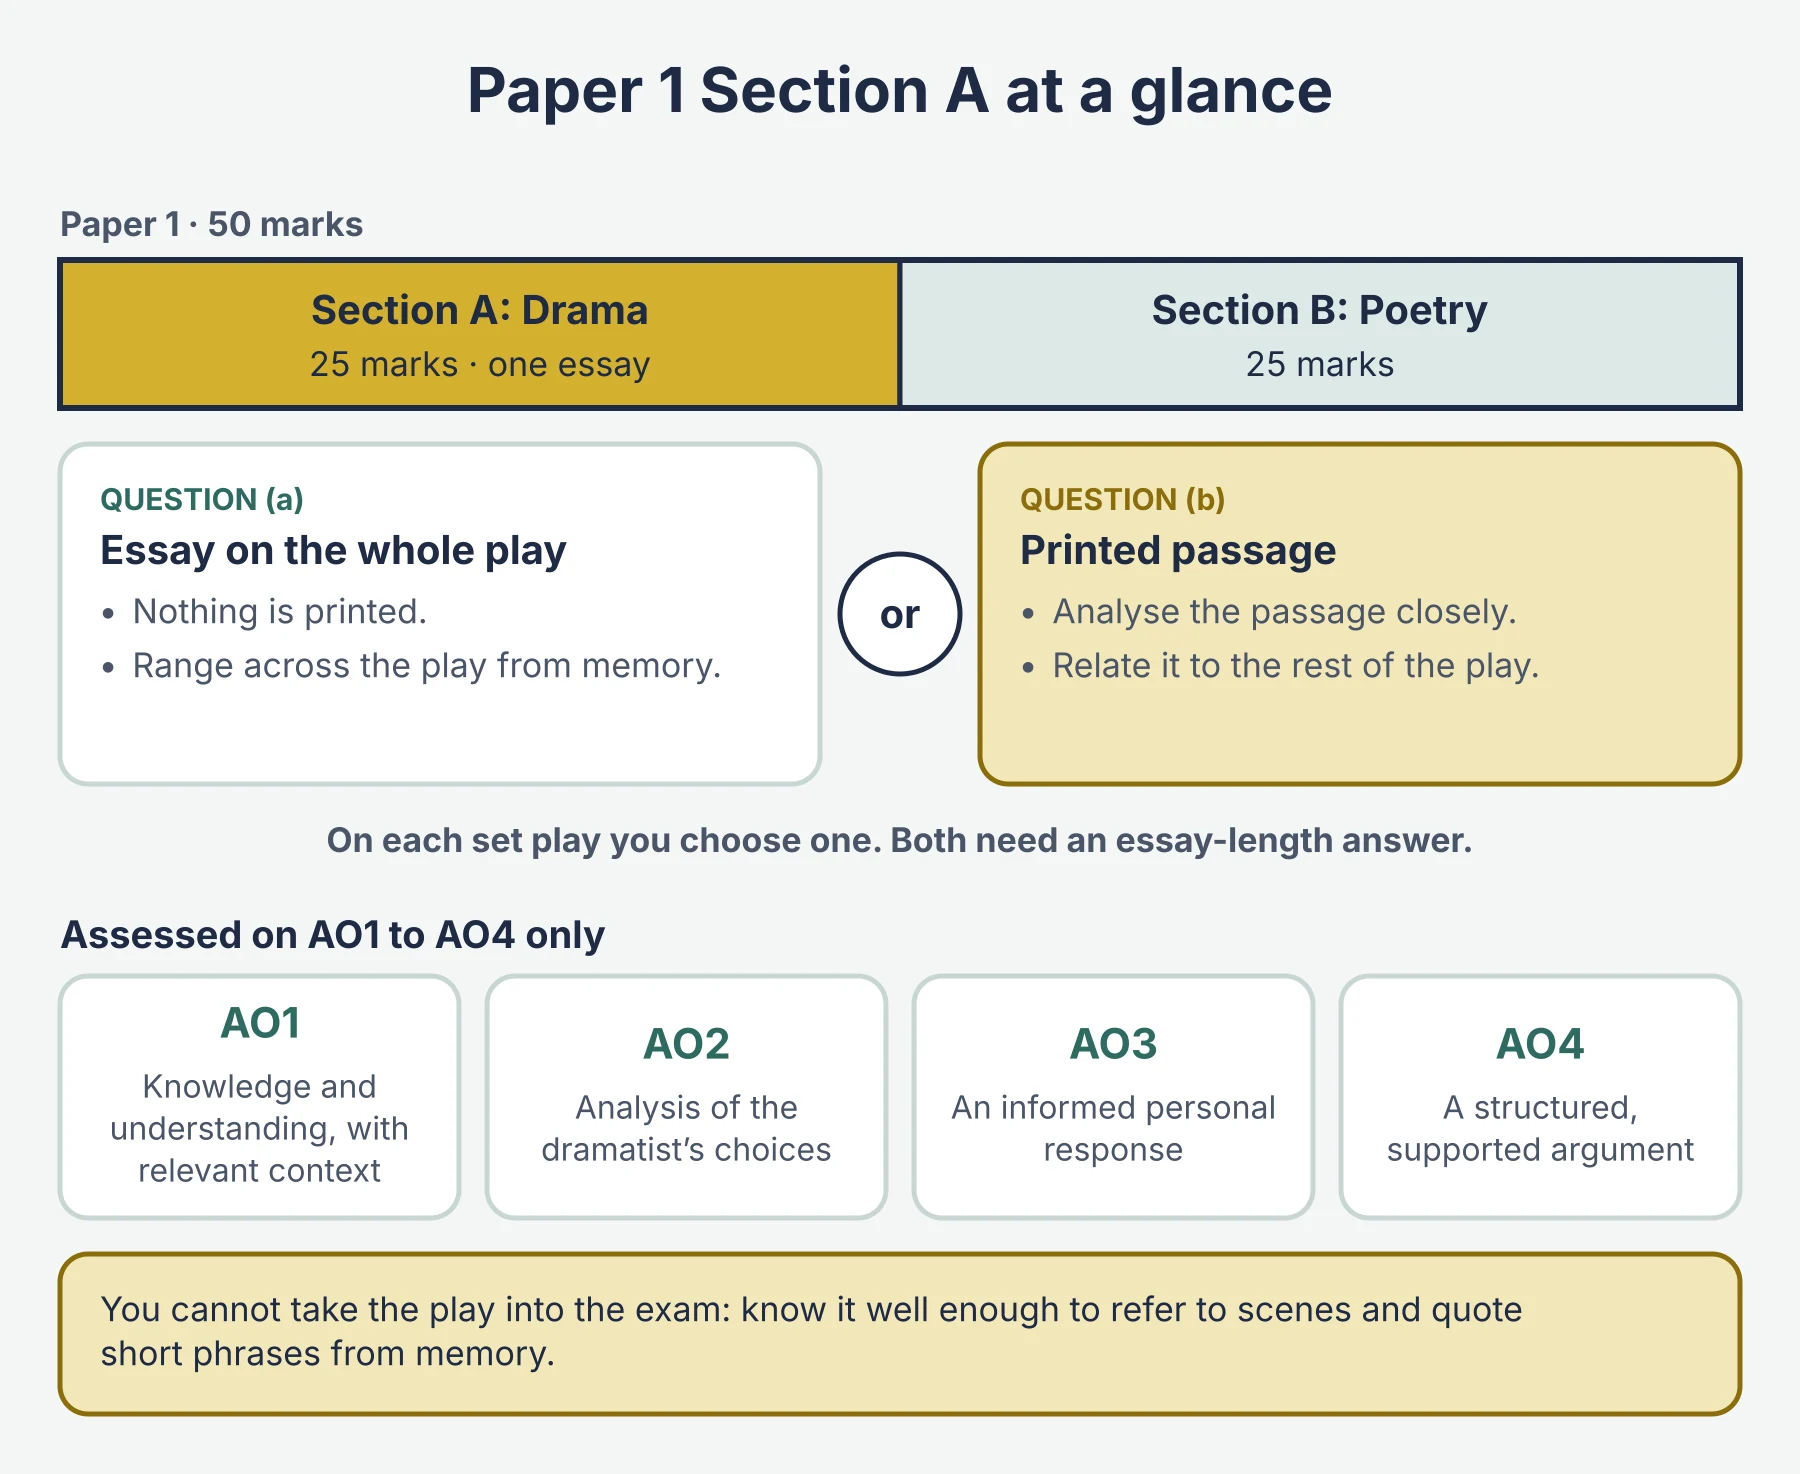 Paper 1 Section A at a glance
Paper 1 · 50 marks
Section A: Drama
25 marks · one essay
Section B: Poetry
25 marks
QUESTION (a)
Essay on the whole play
• Nothing is printed.
• Range across the play from memory.
or
QUESTION (b)
Printed passage
• Analyse the passage closely.
• Relate it to the rest of the play.
On each set play you choose one. Both need an essay-length answer.
Assessed on AO1 to AO4 only
AO1
Knowledge and
understanding, with
relevant context
AO2
Analysis of the
dramatist’s choices
AO3
An informed personal
response
AO4
A structured,
supported argument
You cannot take the play into the exam: know it well enough to refer to scenes and quote
short phrases from memory.